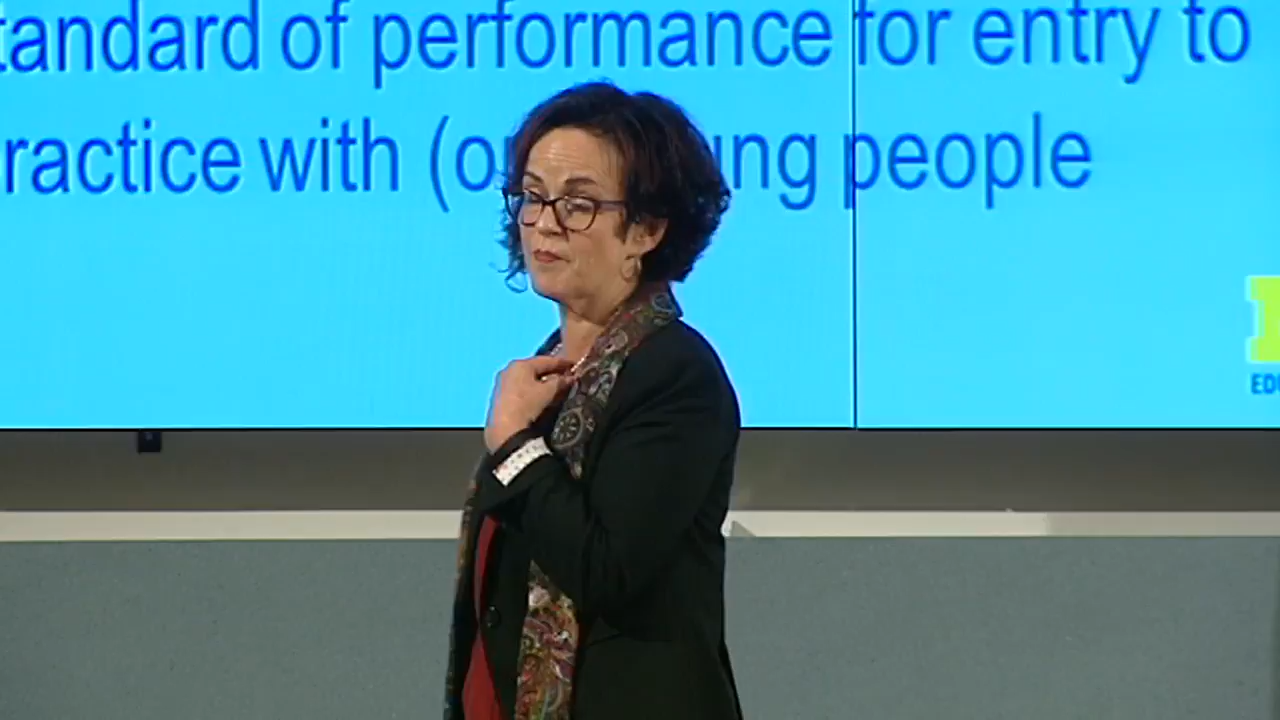 tandard of performance for entry to
ractice with (o ung people
EDU